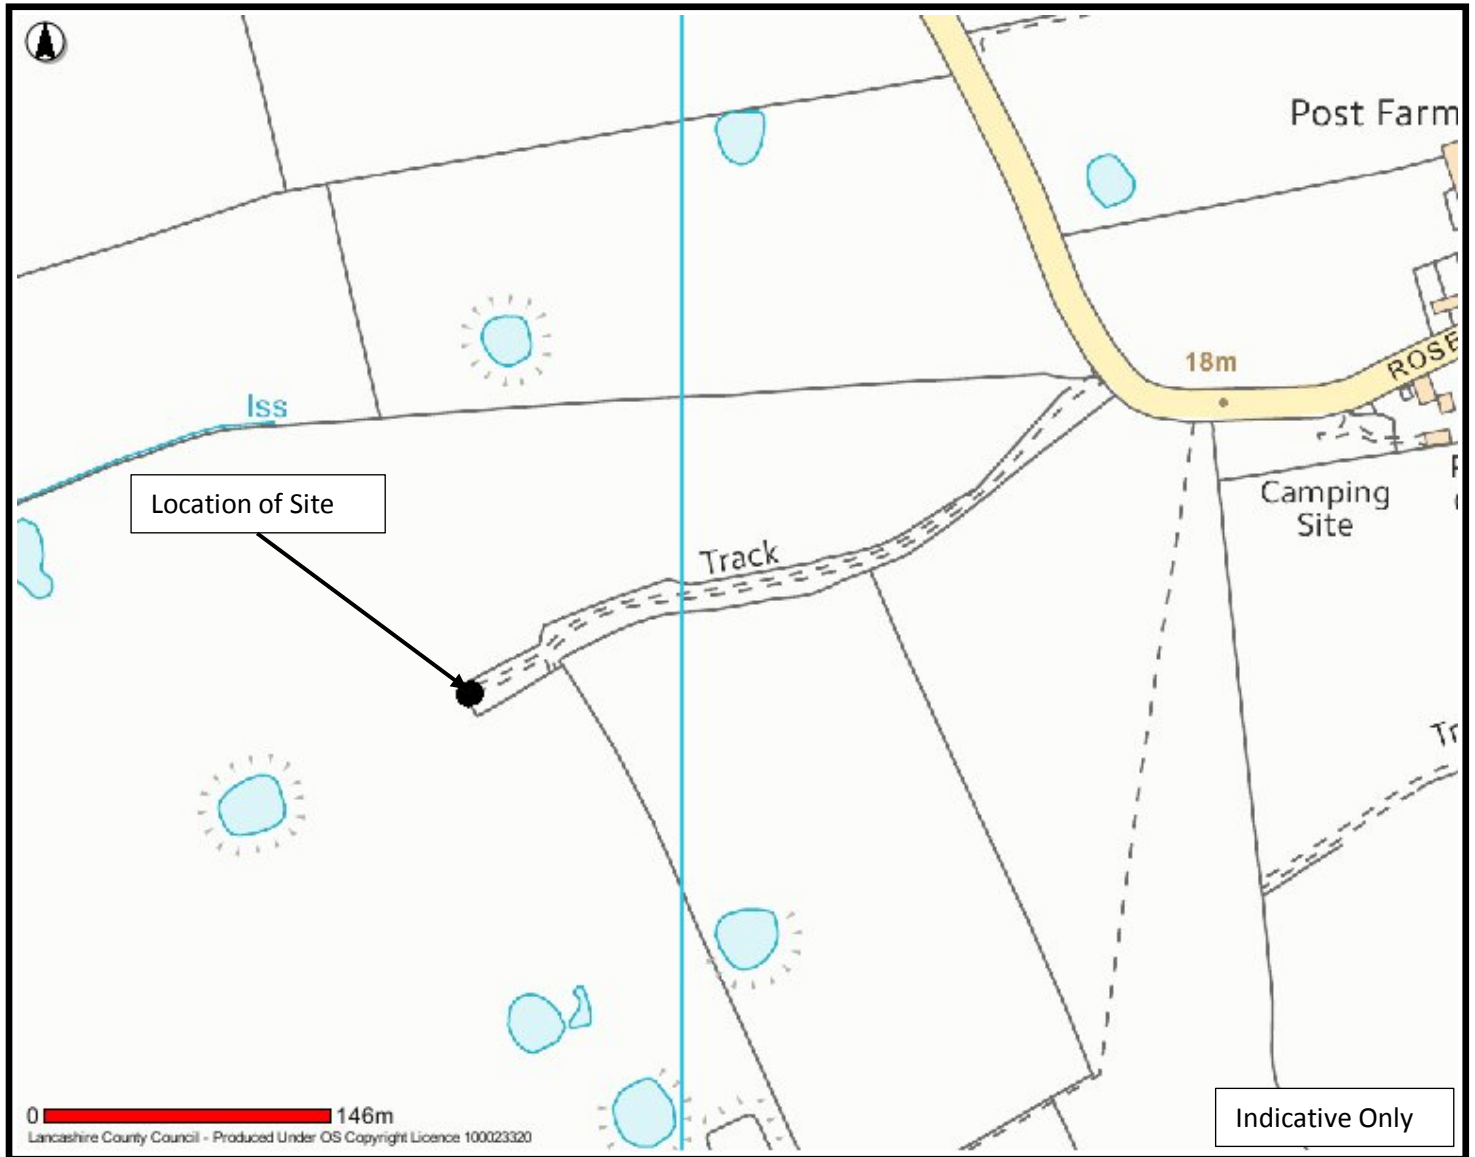 Post Farm
18m
ROSE
Iss
Location of Site
Camping
Site
Track
0 146m
Lancashire County Council - Produced Under OS Copyright Licence 100023320
Indicative Only